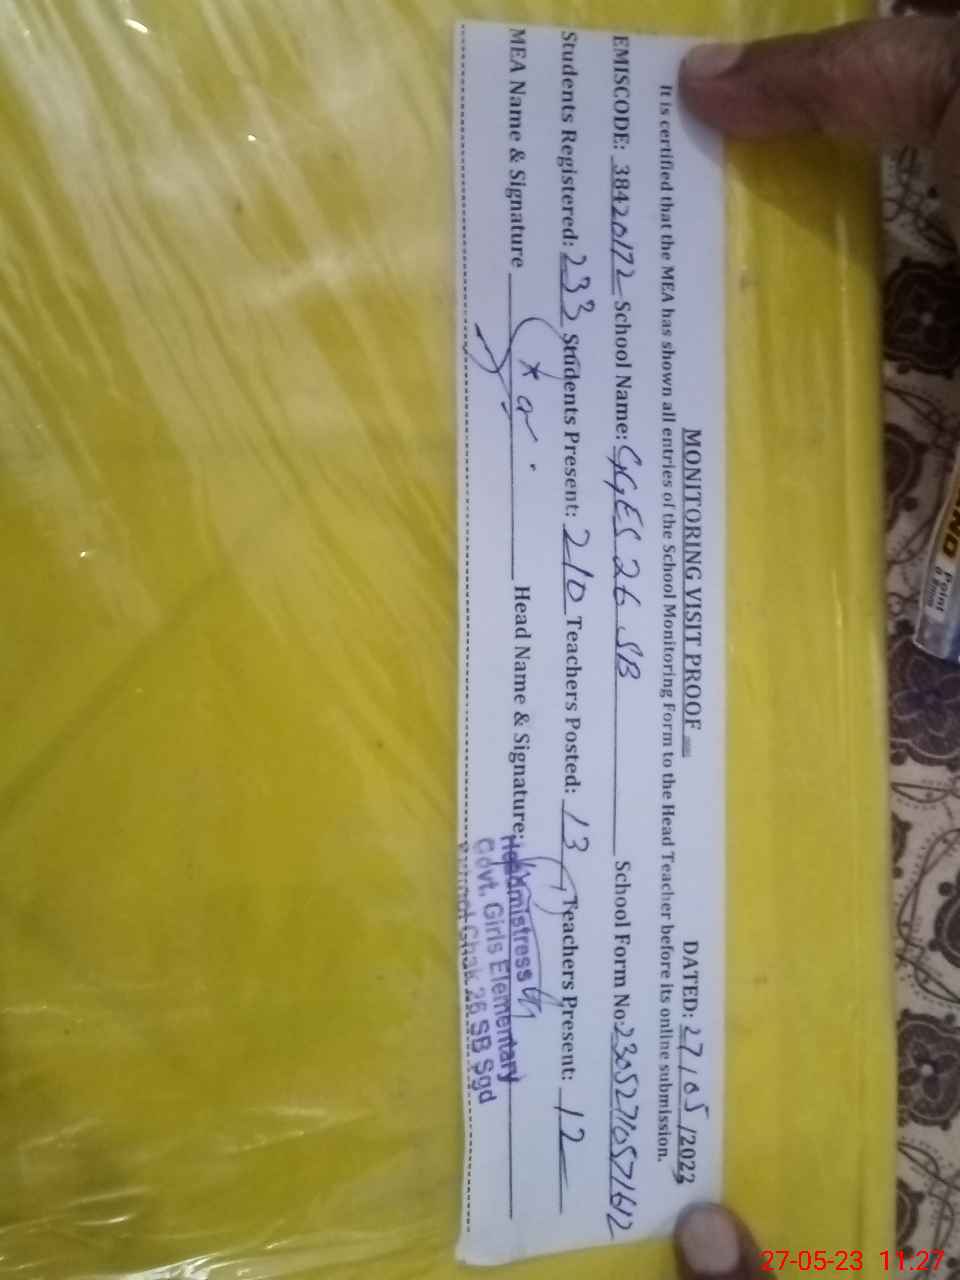 MONITORING VISIT PROOF
DATED: 27/05/2023
It is certified that the MEA has shown all entries of the School Monitoring Form to the Head Teacher before its online submission.
EMISCODE: 38420172 School Name: GGES 26 SB School Form No:23052710571612
Students Registered: 233 Students Present: 210 Teachers Posted: 13 Teachers Present: 12
MEA Name & Signature Head Name & Signature:
Headmistress
Govt. Girls Elementary
School Chak 26 SB Sgd
Point
27-05-23 11.27